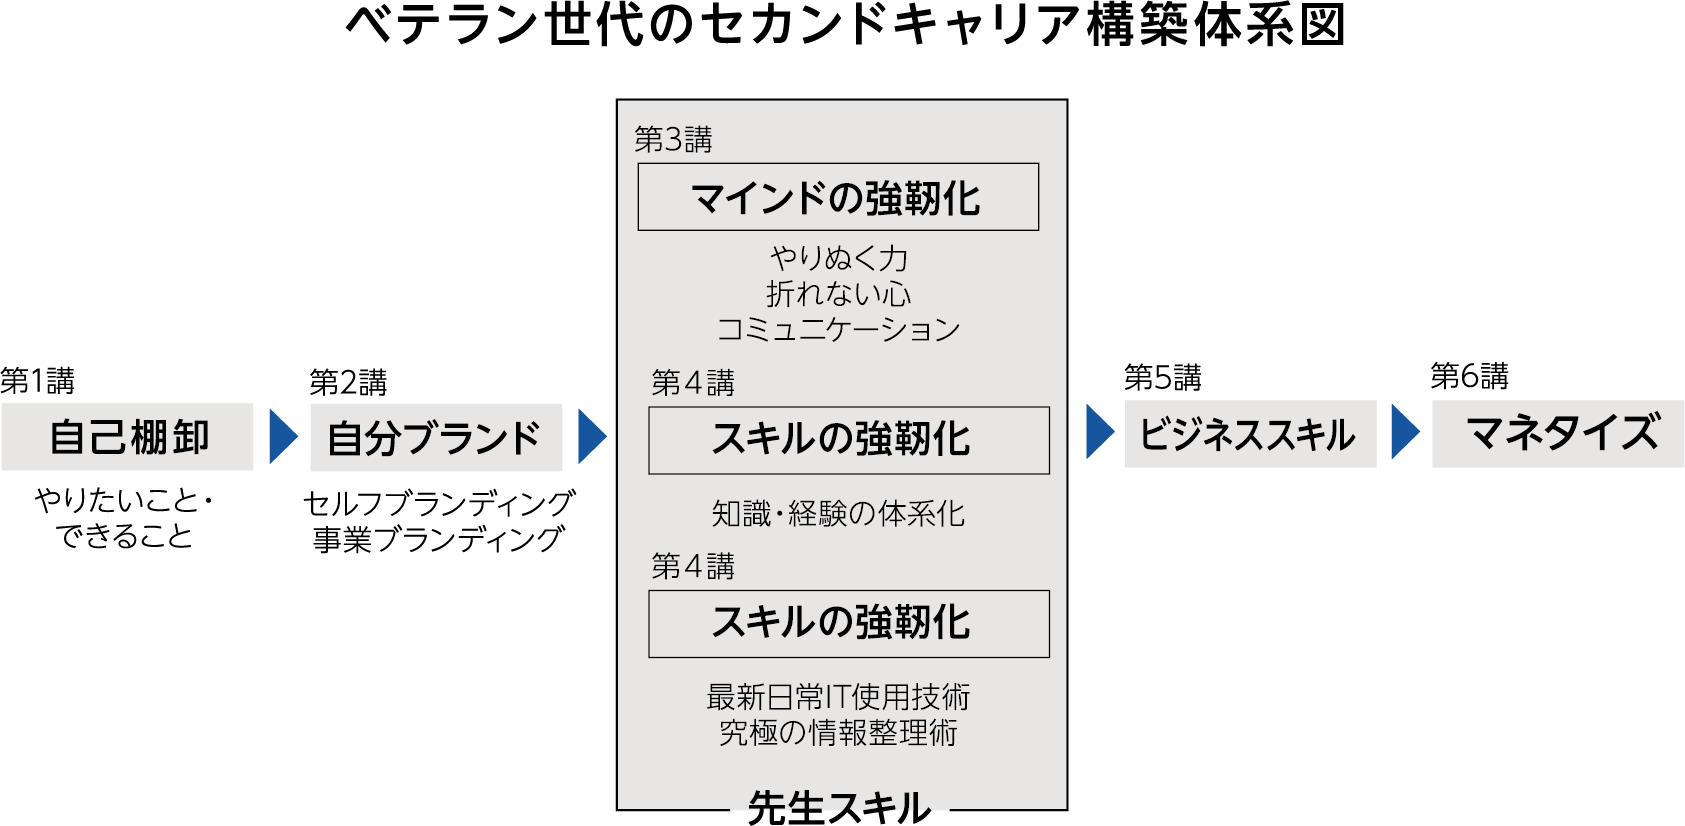 ベテラン世代のセカンドキャリア構築体系図
第1講
自己棚卸
やりたいこと・
できること
第2講
自分ブランド
セルフブランディング
事業ブランディング
第3講
マインドの強靭化
やりぬく力
折れない心
コミュニケーション
第4講
スキルの強靭化
知識・経験の体系化
第4講
スキルの強靭化
最新日常IT使用技術
究極の情報整理術
先生スキル
第5講
ビジネススキル
第6講
マネタイズ